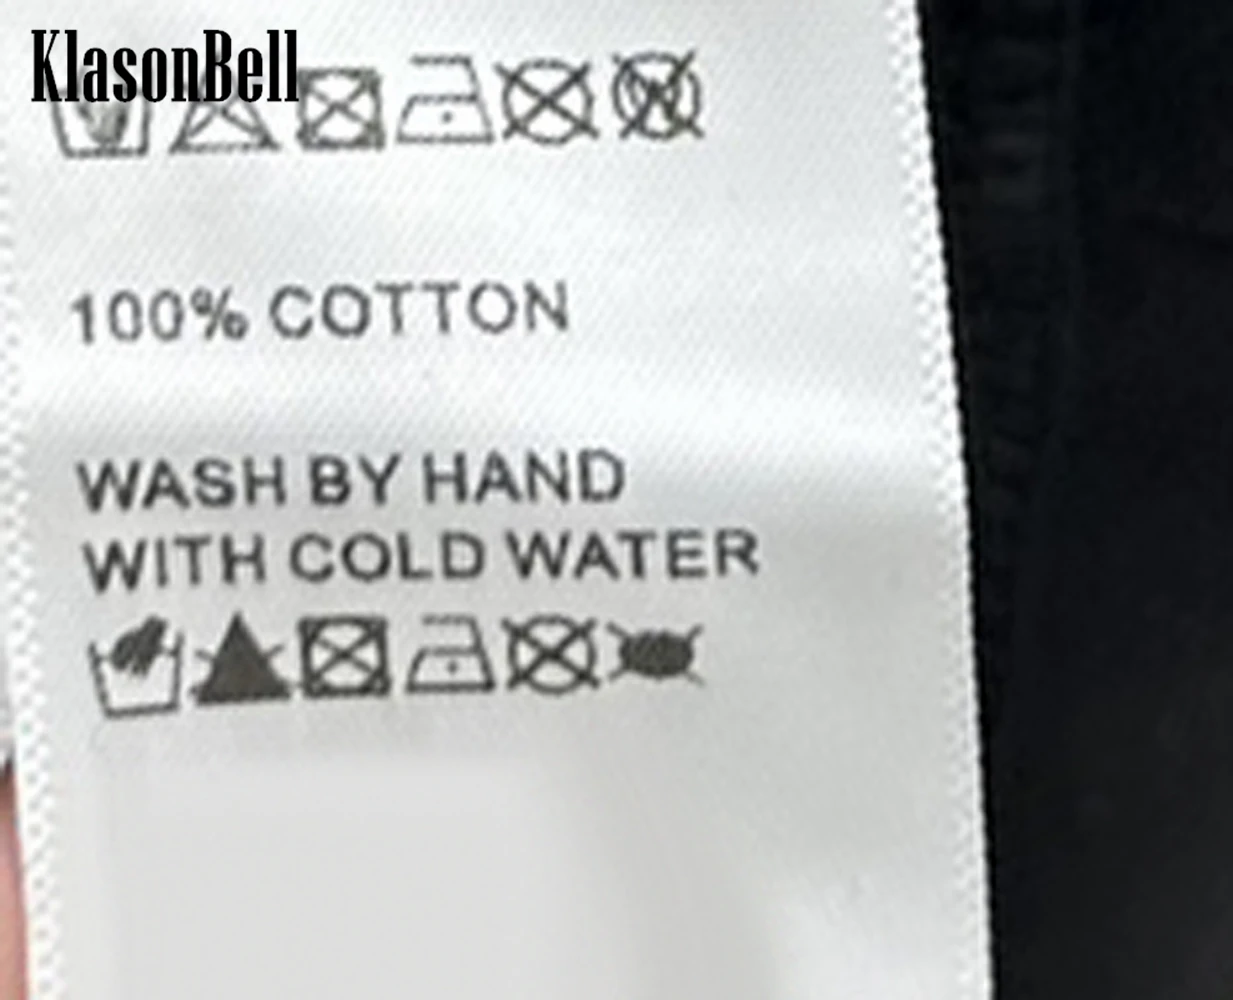 KlasonBell
100% COTTON
WASH BY HAND
WITH COLD WATER